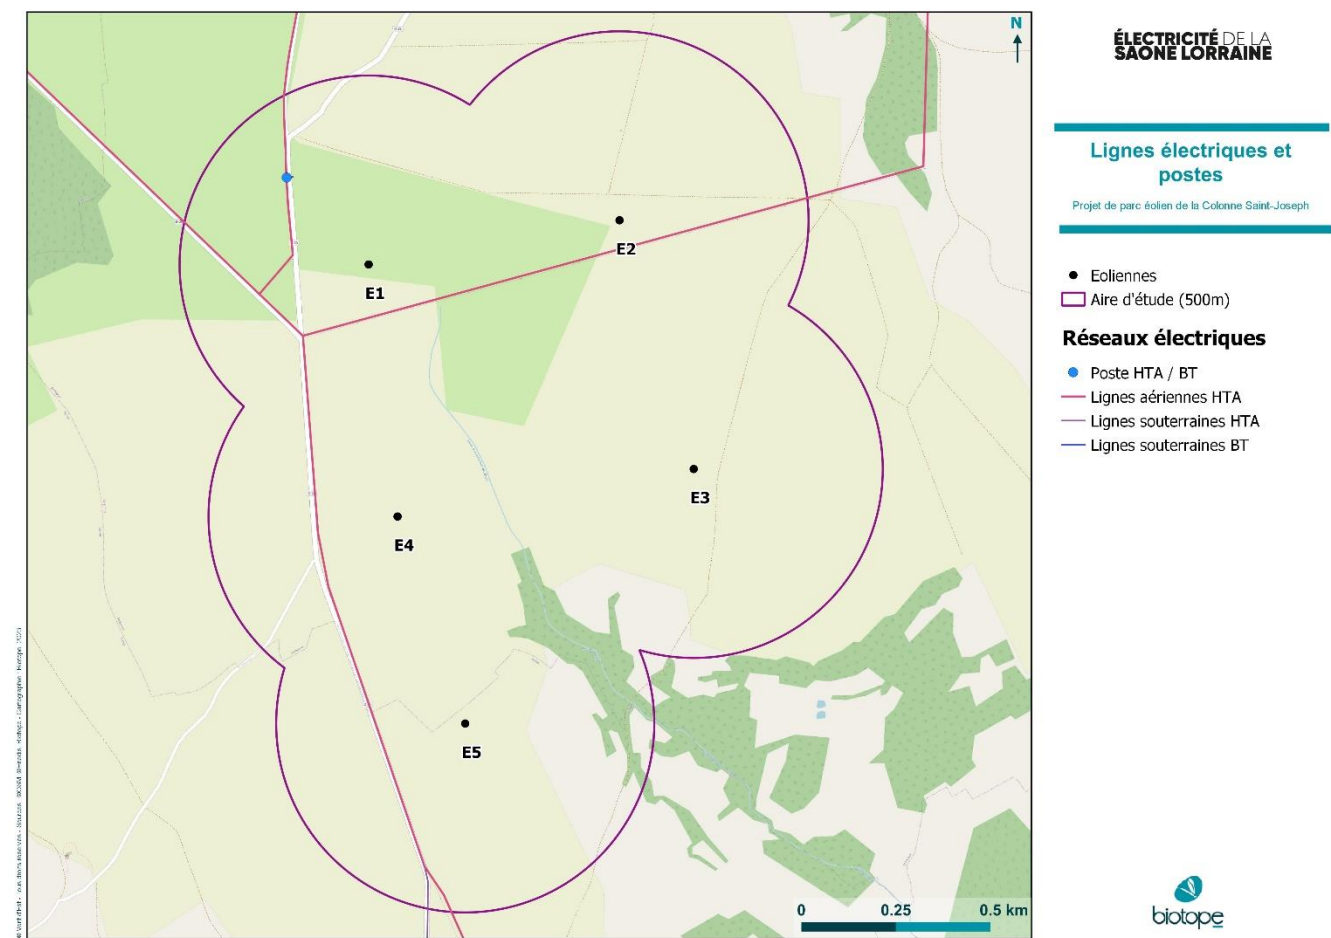 N
E1
E2
E3
E4
E5
0 0.25 0.5 km
ÉLECTRICITÉ DE LA
SAÔNE LORRAINE
Lignes électriques et
postes
Projet de parc éolien de la Colonne Saint-Joseph
Eoliennes
Aire d'étude (500m)
Réseaux électriques
Poste HTA / BT
Lignes aériennes HTA
Lignes souterraines HTA
Lignes souterraines BT
biotope